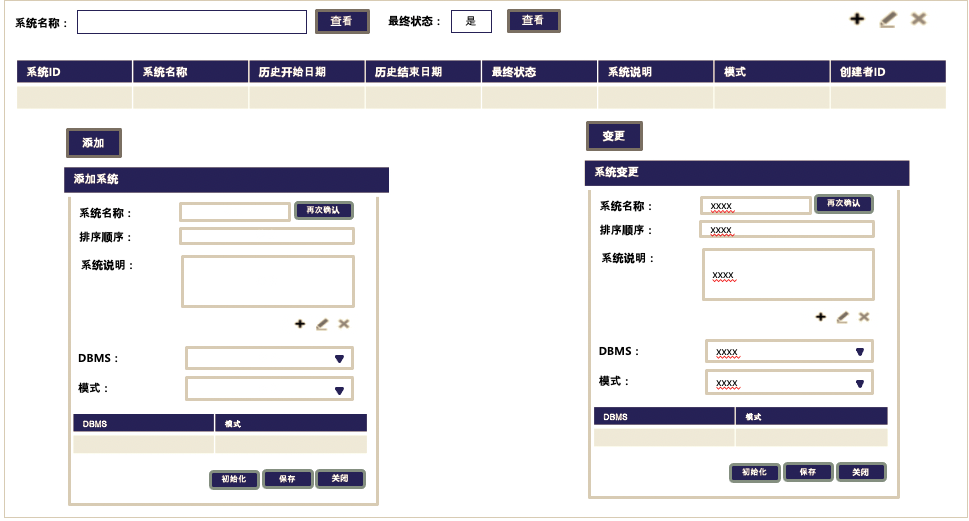 系统名称： 查看 最终状态： 是 查看
系统ID 系统名称 历史开始日期 历史结束日期 最终状态 系统说明 模式 创建者ID
添加
添加系统
系统名称： 再次确认
排序顺序：
系统说明：
DBMS：
模式：
DBMS 模式
初始化 保存 关闭
变更
系统变更
系统名称： xxxx 再次确认
排序顺序： xxxx
系统说明：
xxxx
DBMS： xxxx
模式： xxxx
DBMS 模式
初始化 保存 关闭